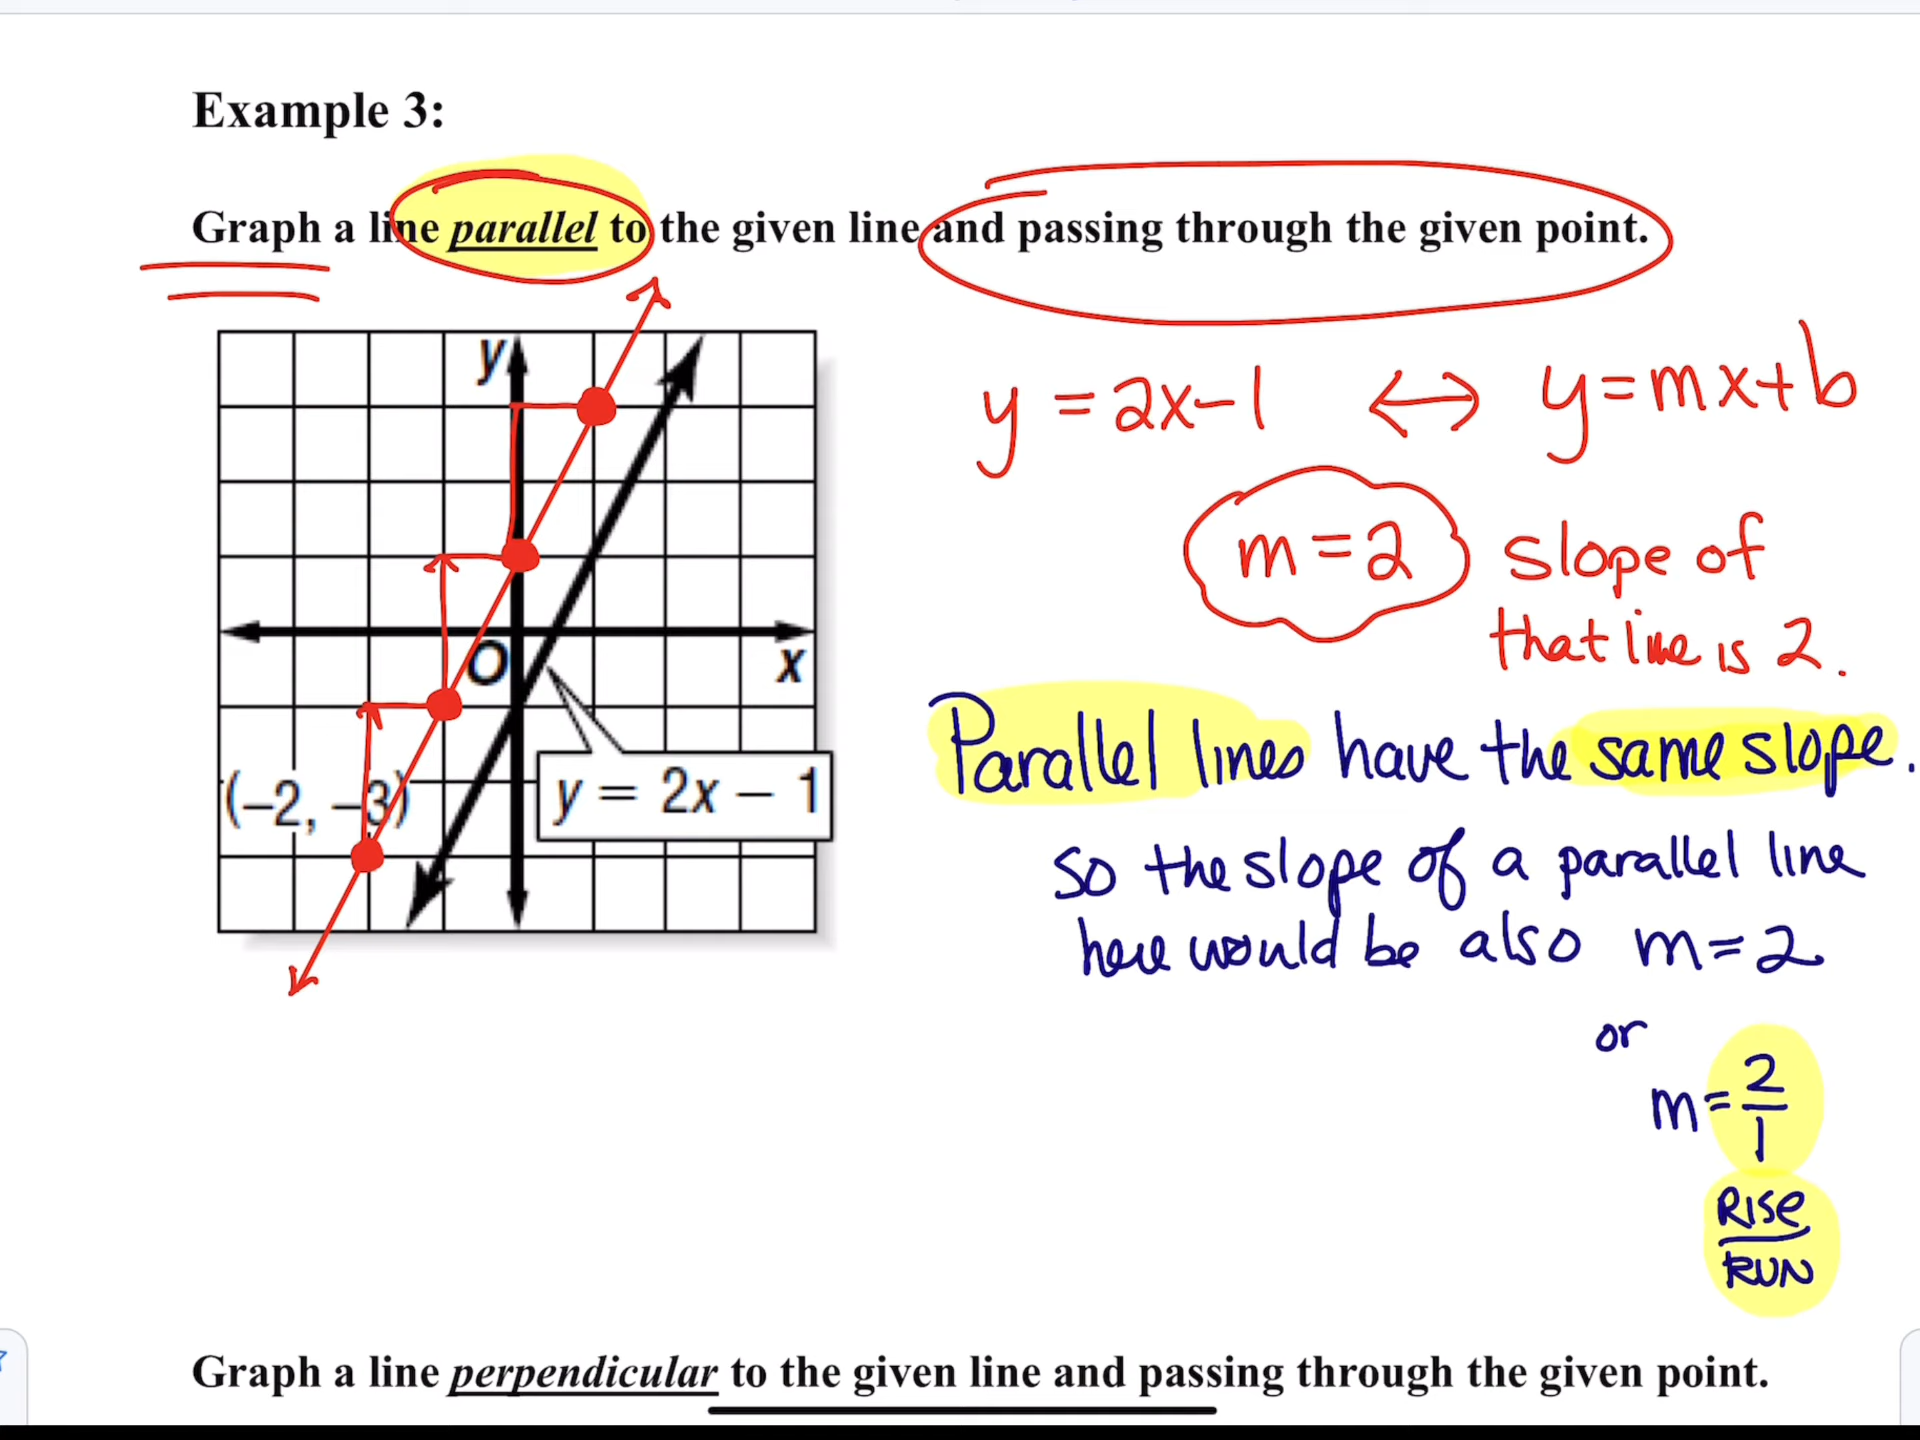 Example 3:
Graph a line parallel to the given line and passing through the given point.
y
O
x
(–2, –3)
y = 2x – 1
y = 2x-1 ↔ y=mx+b
m=2 slope of
that line is 2.
Parallel lines have the same slope.
so the slope of a parallel line
here would be also m=2
or
m=2/1
RISE
RUN
Graph a line perpendicular to the given line and passing through the given point.